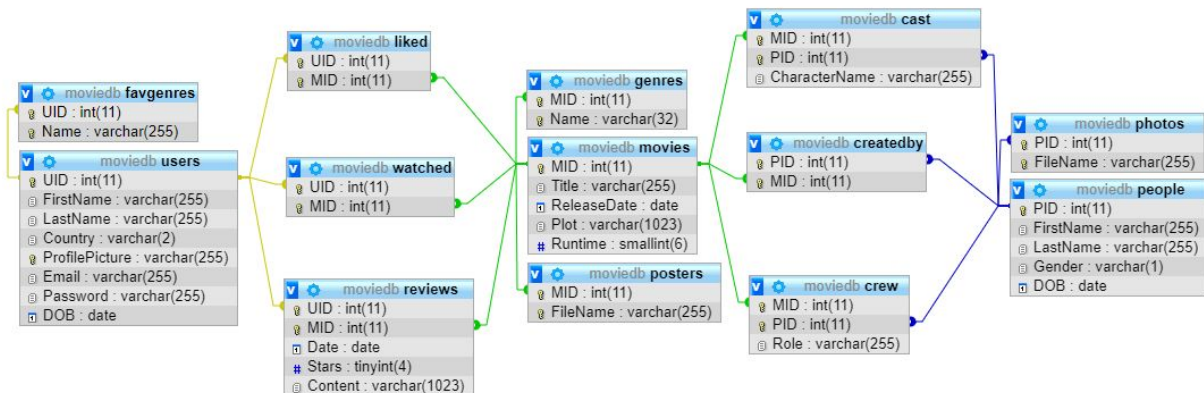 moviedb favgenres
UID : int(11)
Name : varchar(255)
moviedb users
UID : int(11)
FirstName : varchar(255)
LastName : varchar(255)
Country : varchar(2)
ProfilePicture : varchar(255)
Email : varchar(255)
Password : varchar(255)
DOB : date
moviedb liked
UID : int(11)
MID : int(11)
moviedb watched
UID : int(11)
MID : int(11)
moviedb reviews
UID : int(11)
MID : int(11)
Date : date
Stars : tinyint(4)
Content : varchar(1023)
moviedb genres
MID : int(11)
Name : varchar(32)
moviedb movies
MID : int(11)
Title : varchar(255)
ReleaseDate : date
Plot : varchar(1023)
Runtime : smallint(6)
moviedb posters
MID : int(11)
FileName : varchar(255)
moviedb cast
MID : int(11)
PID : int(11)
CharacterName : varchar(255)
moviedb createdby
PID : int(11)
MID : int(11)
moviedb crew
MID : int(11)
PID : int(11)
Role : varchar(255)
moviedb photos
PID : int(11)
FileName : varchar(255)
moviedb people
PID : int(11)
FirstName : varchar(255)
LastName : varchar(255)
Gender : varchar(1)
DOB : date